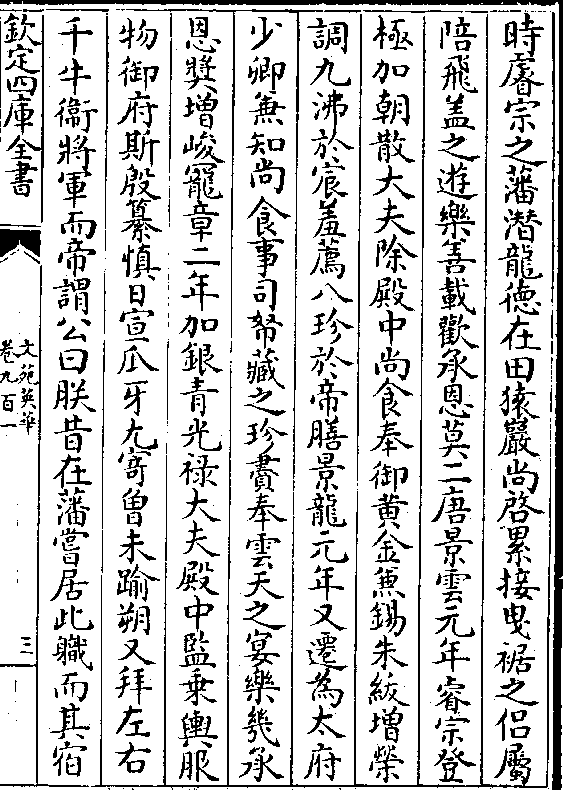 時睿宗之藩潛龍德在田猿巖尚啓累接曳裾之侣屬
陪飛盖之遊樂善載歡承恩莫二唐景雲元年睿宗登
極加朝散大夫除殿中尚食奉御黄金兼錫朱紱增榮
調九沸於宸羞薦八珍於帝膳景龍元年又遷為太府
少卿兼知尚食事司帑藏之珍賮奉雲天之宴樂幾承
恩奬增峻寵章二年加銀青光禄大夫殿中監乗輿服
物御府斯殷纂慎日宣爪牙尤寄曾未踰朔又拜左右
千牛衛將軍而帝謂公曰朕昔在藩嘗居此職而其宿
欽定四庫全書
文苑英華
卷九百一
三